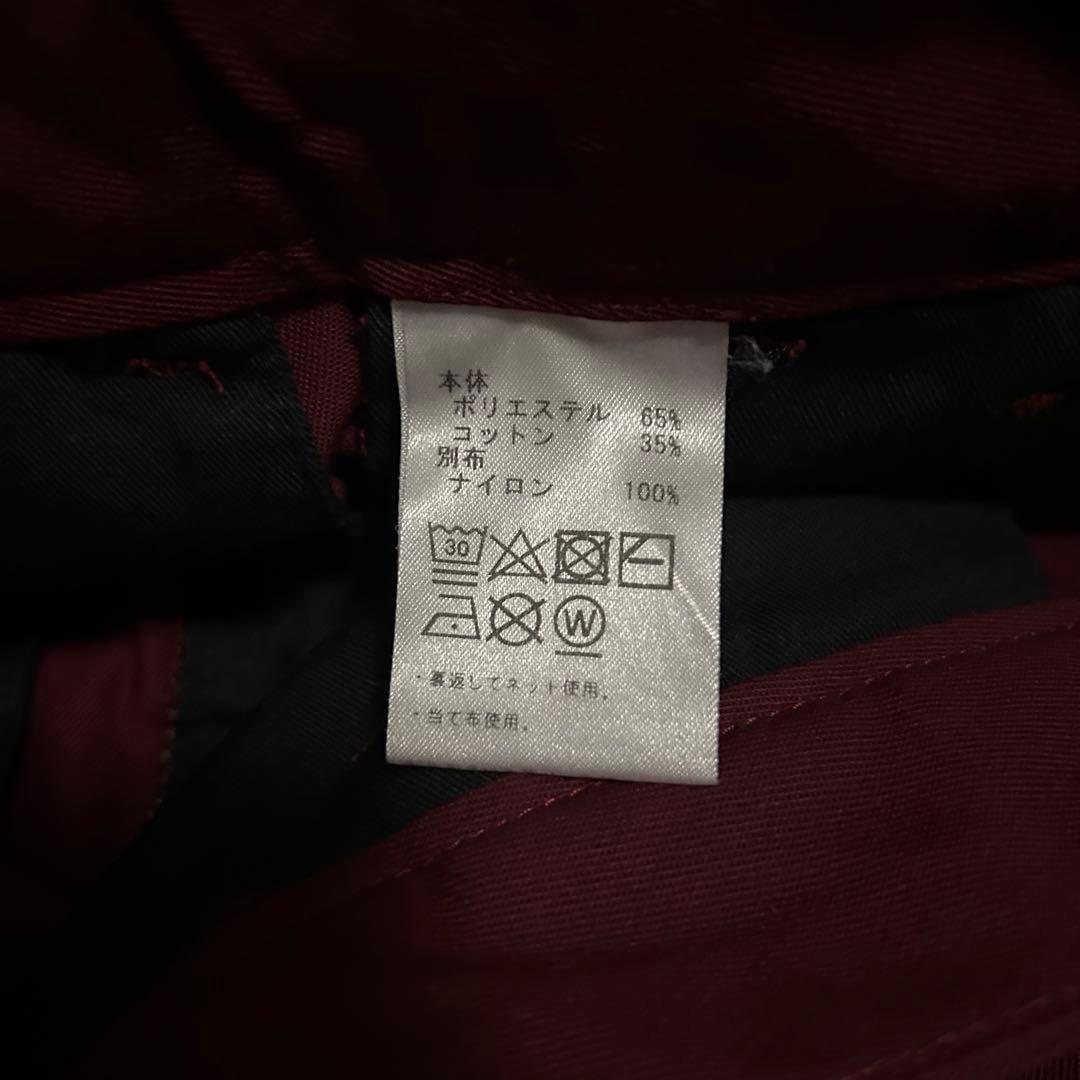 本体
ポリエステル 65%
コットン 35%
別布
ナイロン 100%
30
W
・裏返してネット使用。
・当て布使用。